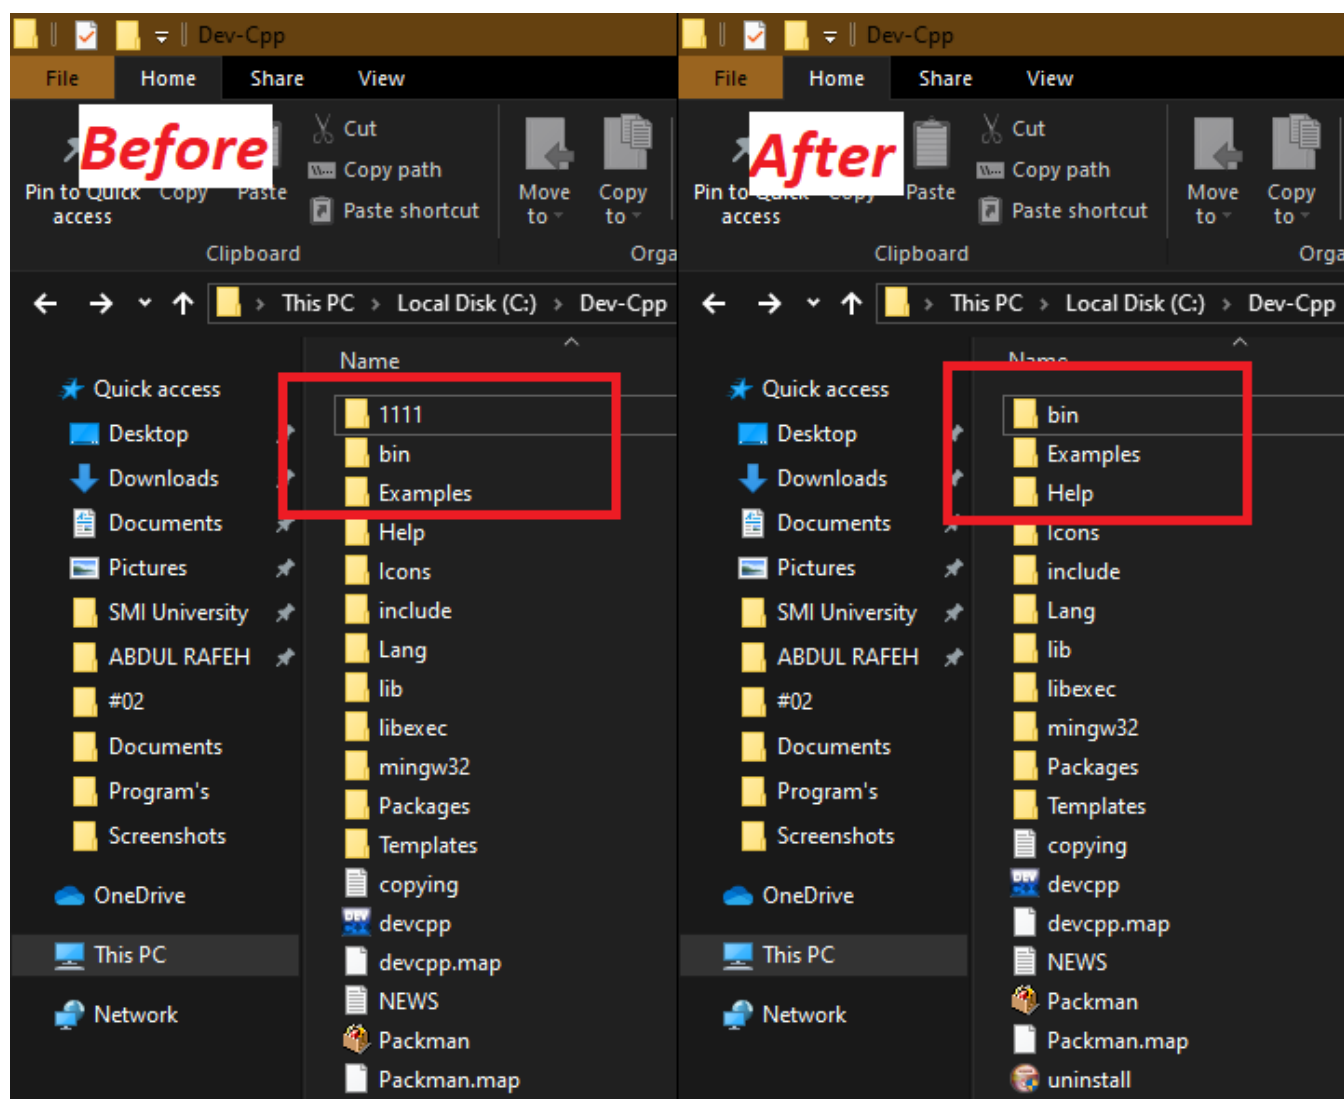 Dev-Cpp
File Home Share View
Before
Cut
Copy path
Paste shortcut
Pin to Quick access
Copy
Paste
Move to
Copy to
Clipboard
Orga
This PC > Local Disk (C:) > Dev-Cpp
Name
Quick access
Desktop
Downloads
Documents
Pictures
SMI University
ABDUL RAFEH
#02
Documents
Program's
Screenshots
OneDrive
This PC
Network
1111
bin
Examples
Help
Icons
include
Lang
lib
libexec
mingw32
Packages
Templates
copying
devcpp
devcpp.map
NEWS
Packman
Packman.map
Dev-Cpp
File Home Share View
After
Cut
Copy path
Paste shortcut
Pin to Quick access
Copy
Paste
Move to
Copy to
Clipboard
Orga
This PC > Local Disk (C:) > Dev-Cpp
Name
Quick access
Desktop
Downloads
Documents
Pictures
SMI University
ABDUL RAFEH
#02
Documents
Program's
Screenshots
OneDrive
This PC
Network
bin
Examples
Help
Icons
include
Lang
lib
libexec
mingw32
Packages
Templates
copying
devcpp
devcpp.map
NEWS
Packman
Packman.map
uninstall